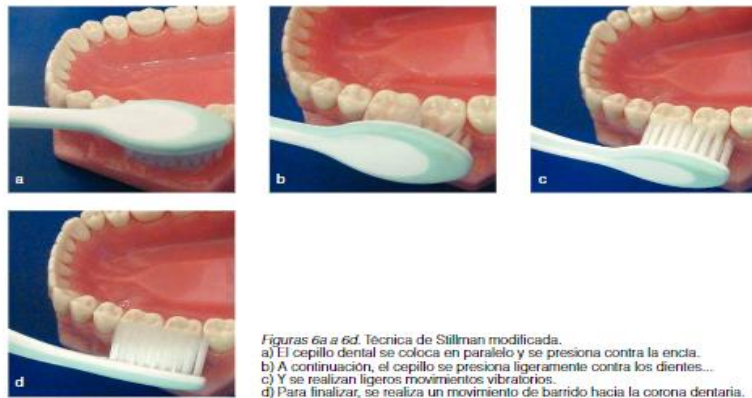 a
b
c
d
Figuras 6a a 6d. Técnica de Stillman modificada.
a) El cepillo dental se coloca en paralelo y se presiona contra la encía.
b) A continuación, el cepillo se presiona ligeramente contra los dientes...
c) Y se realizan ligeros movimientos vibratorios.
d) Para finalizar, se realiza un movimiento de barrido hacia la corona dentaria.